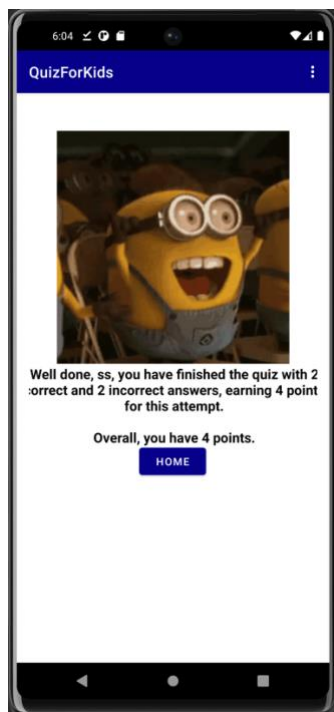 6:04
QuizForKids
Well done, ss, you have finished the quiz with 2
orrect and 2 incorrect answers, earning 4 point
for this attempt.
Overall, you have 4 points.
HOME